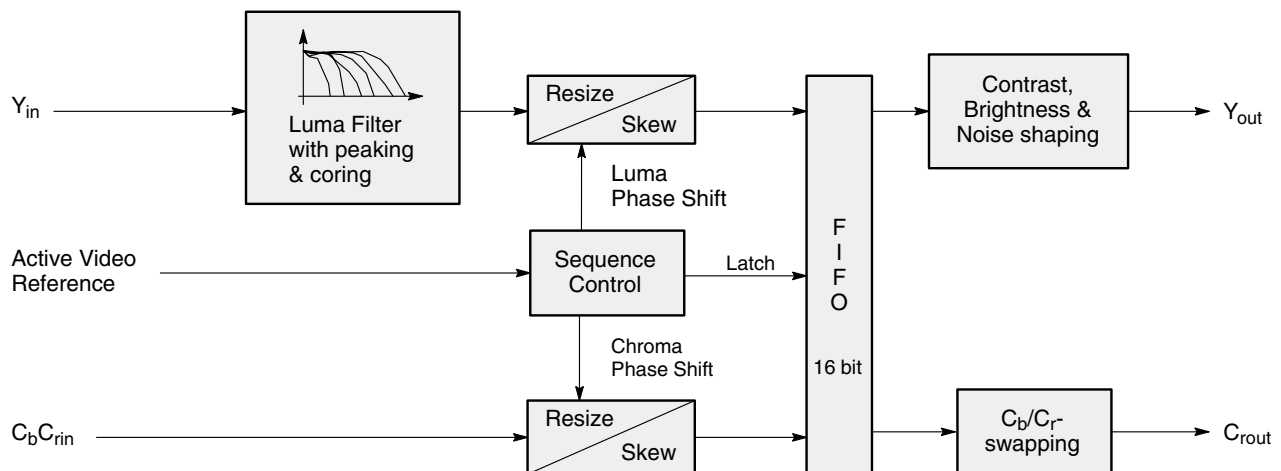 Y_in
Luma Filter
with peaking
& coring
Resize
Skew
Contrast,
Brightness &
Noise shaping
Y_out
Luma
Phase Shift
Active Video
Reference
Sequence
Control
Latch
F
I
F
O
16 bit
Chroma
Phase Shift
C_bC_rin
Resize
Skew
C_b/C_r-
swapping
C_rout